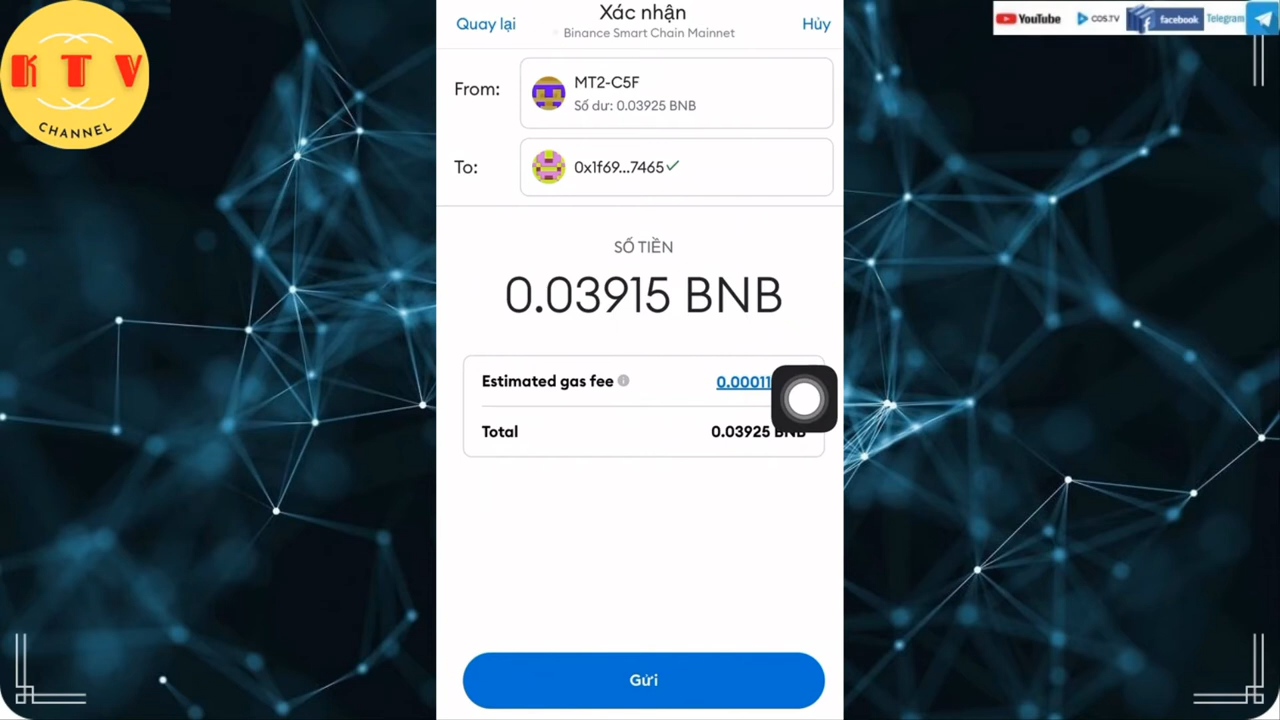 KTV
CHANNEL
YouTube
COS.TV
facebook
Telegram
Quay lại
Xác nhận
Hủy
Binance Smart Chain Mainnet
From:
MT2-C5F
Số dư: 0.03925 BNB
To:
0x1f69...7465
SỐ TIỀN
0.03915 BNB
Estimated gas fee
0.00011
Total
0.03925 BNB
Gửi